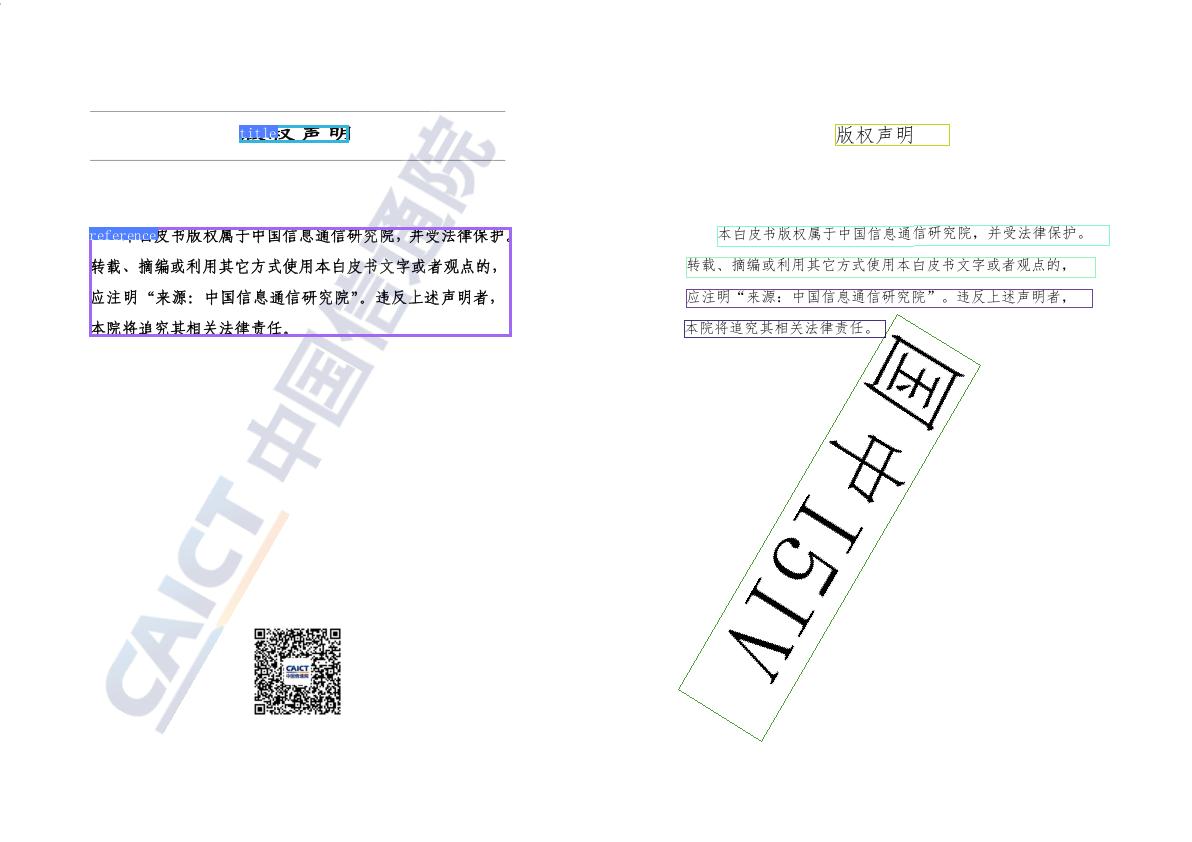 title 权声明
reference 皮书版权属于中国信息通信研究院,并受法律保护。
转载、摘编或利用其它方式使用本白皮书文字或者观点的,
应注明“来源:中国信息通信研究院”。违反上述声明者,
本院将追究其相关法律责任。
CAICT 中国信通院
CAICT
中国信通院
版权声明
本白皮书版权属于中国信息通信研究院,并受法律保护。
转载、摘编或利用其它方式使用本白皮书文字或者观点的,
应注明“来源:中国信息通信研究院”。违反上述声明者,
本院将追究其相关法律责任。
VI5I中国